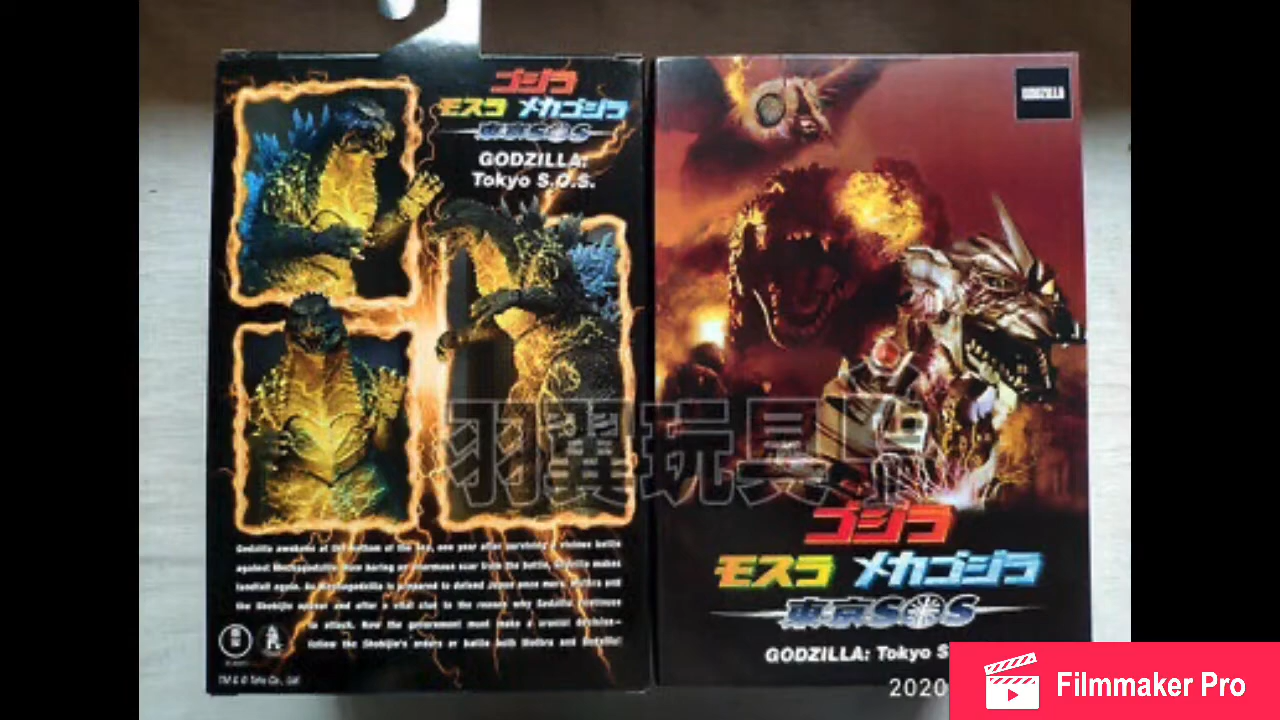 ゴジラ
モスラ メカゴジラ
東京SOS
GODZILLA:
Tokyo S.O.S.
Godzilla awakens at the bottom of the Sea, one year after surviving a vicious battle
against Mechagodzilla. Now baring an enormous scar from the battle, Godzilla makes
landfall again. As Mechagodzilla is prepared to defend Japan once more, Mothra and
the Shobijin appear and offer a vital clue to the reason why Godzilla continues
to attack. Now the government must make a crucial decision—
follow the Shobijin's orders or battle both Mothra and Godzilla!
TM & © Toho Co., Ltd.
GODZILLA
羽翼玩具
ゴジラ
モスラ メカゴジラ
東京SOS
GODZILLA: Tokyo S
2020
Filmmaker Pro